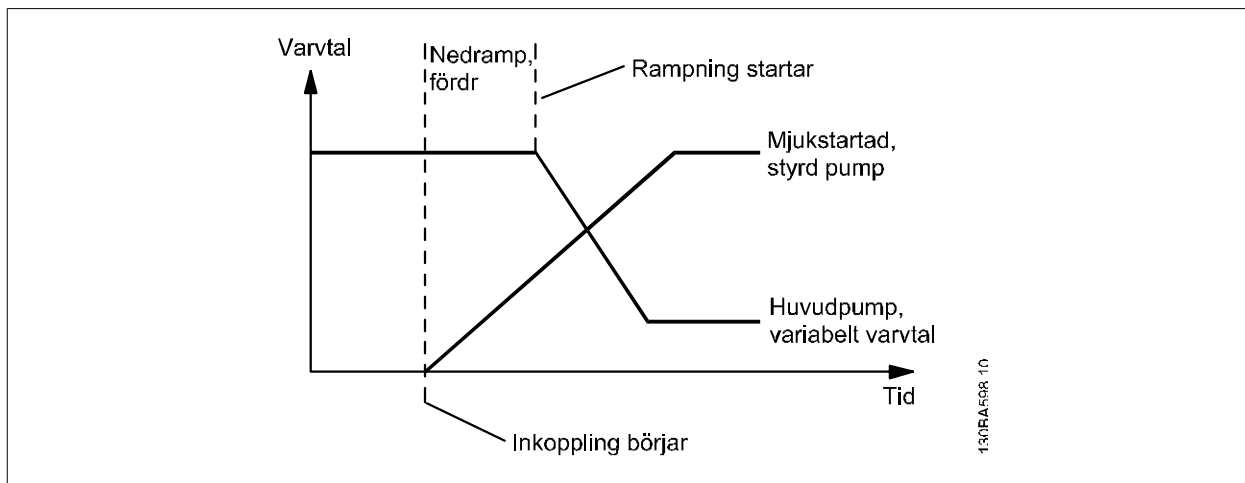 Varvtal
Nedramp,
fördr
Rampning startar
Mjukstartad,
styrd pump
Huvudpump,
variabelt varvtal
Tid
Inkoppling börjar
130BA598.10